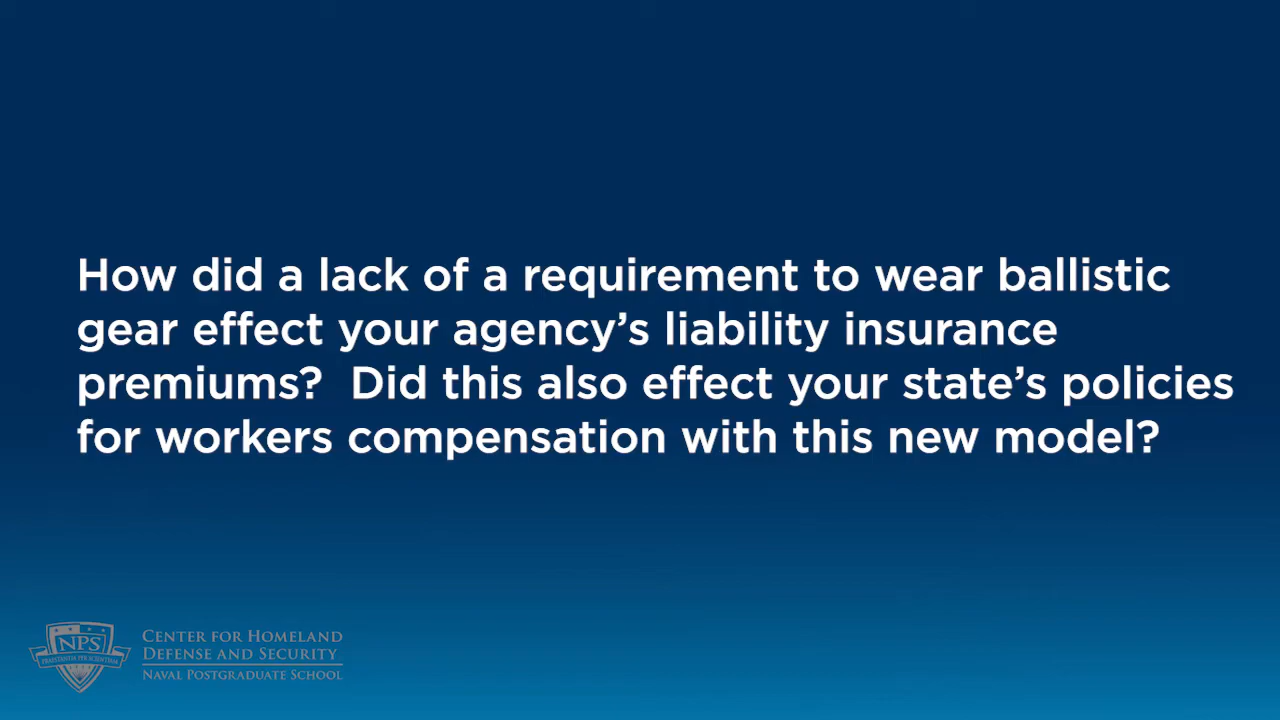 How did a lack of a requirement to wear ballistic
gear effect your agency’s liability insurance
premiums?  Did this also effect your state’s policies
for workers compensation with this new model?
NPS
PRAESTANTIA PER SCIENTIAM
CENTER FOR HOMELAND
DEFENSE AND SECURITY
NAVAL POSTGRADUATE SCHOOL